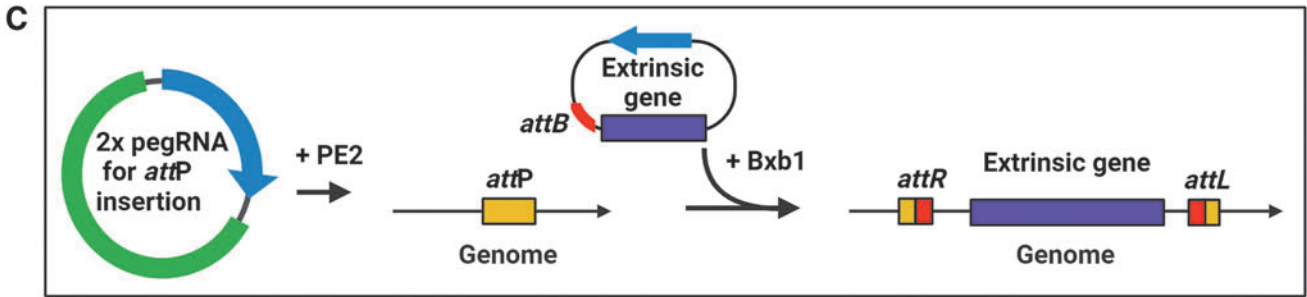 C
2x pegRNA
for attP
insertion
+ PE2
attP
Genome
Extrinsic
gene
attB
+ Bxb1
attR
Extrinsic gene
attL
Genome